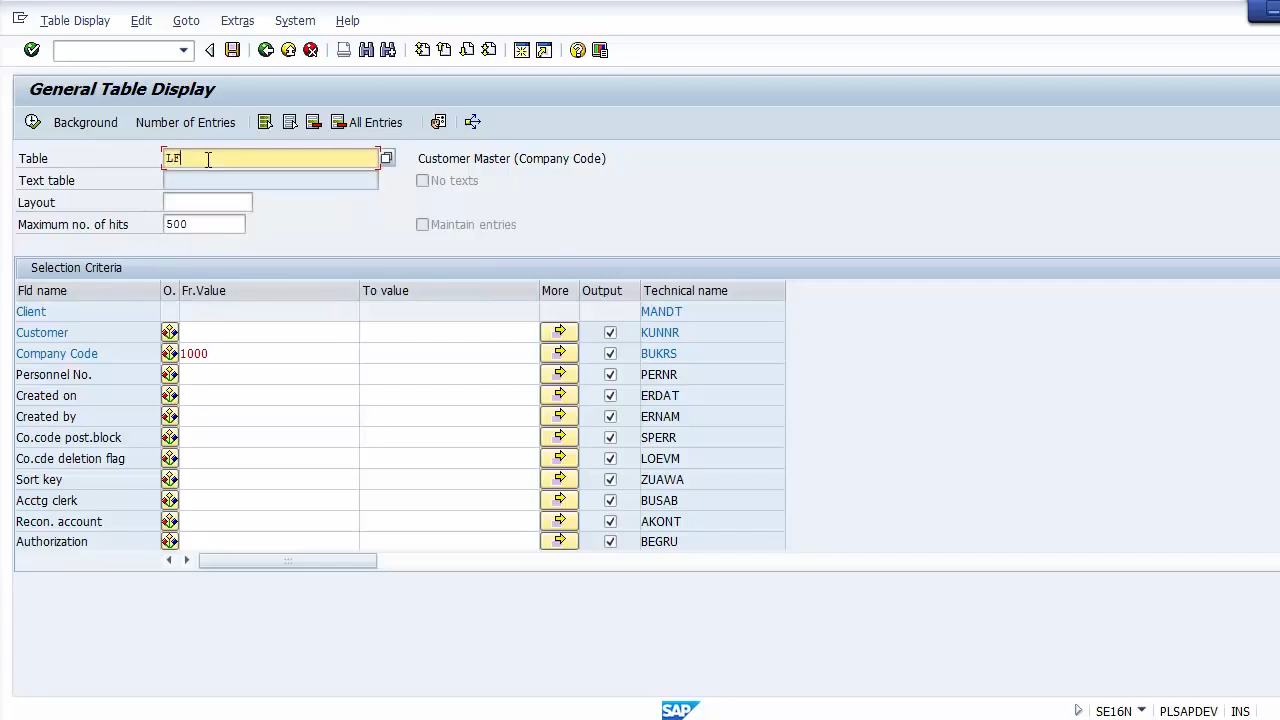 Table Display Edit Goto Extras System Help
General Table Display
Background Number of Entries All Entries
Table LF Customer Master (Company Code)
Text table No texts
Layout
Maximum no. of hits 500 Maintain entries
Selection Criteria
Fld name O. Fr.Value To value More Output Technical name
Client MANDT
Customer KUNNR
Company Code 1000 BUKRS
Personnel No. PERNR
Created on ERDAT
Created by ERNAM
Co.code post.block SPERR
Co.cde deletion flag LOEVM
Sort key ZUAWA
Acctg clerk BUSAB
Recon. account AKONT
Authorization BEGRU
SAP SE16N PLSAPDEV INS